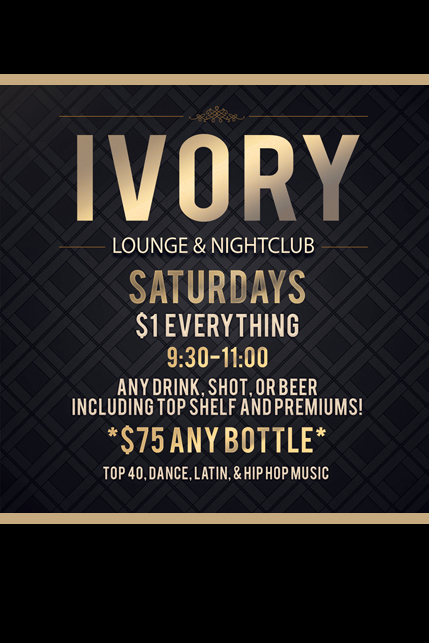 IVORY
LOUNGE & NIGHTCLUB
SATURDAYS
$1 EVERYTHING
9:30-11:00
ANY DRINK, SHOT, OR BEER
INCLUDING TOP SHELF AND PREMIUMS!
*$75 ANY BOTTLE*
TOP 40, DANCE, LATIN, & HIP HOP MUSIC